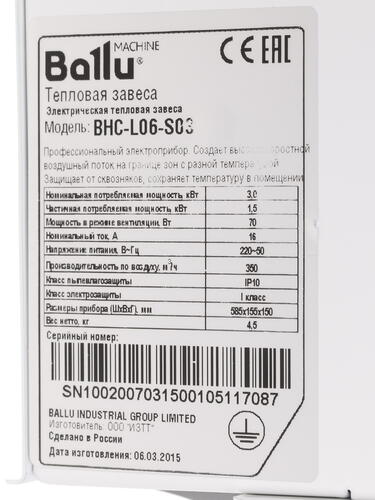 MACHINE
Ballu®
CE EAC
Тепловая завеса
Электрическая тепловая завеса
Модель: BHC-L06-S03
Профессиональный электроприбор. Создает высокоскоростной
воздушный поток на границе зон с разной температурой
Защищает от сквозняков, сохраняет температуру в помещении
Номинальная потребляемая мощность, кВт 3,0
Частичная потребляемая мощность, кВт 1,5
Мощность в режиме вентиляции, Вт 70
Номинальный ток, А 16
Напряжение питания, В~Гц 220~50
Производительность по воздуху, м³/ч 350
Класс пылевлагозащиты IP10
Класс электрозащиты I класс
Размеры прибора (ШхВхГ), мм 585x155x150
Вес нетто, кг 4,5
Серийный номер:
SN10020070315001051​17087
BALLU INDUSTRIAL GROUP LIMITED
Изготовитель: ООО "ИЗТТ"
Сделано в России
Дата изготовления: 06.03.2015